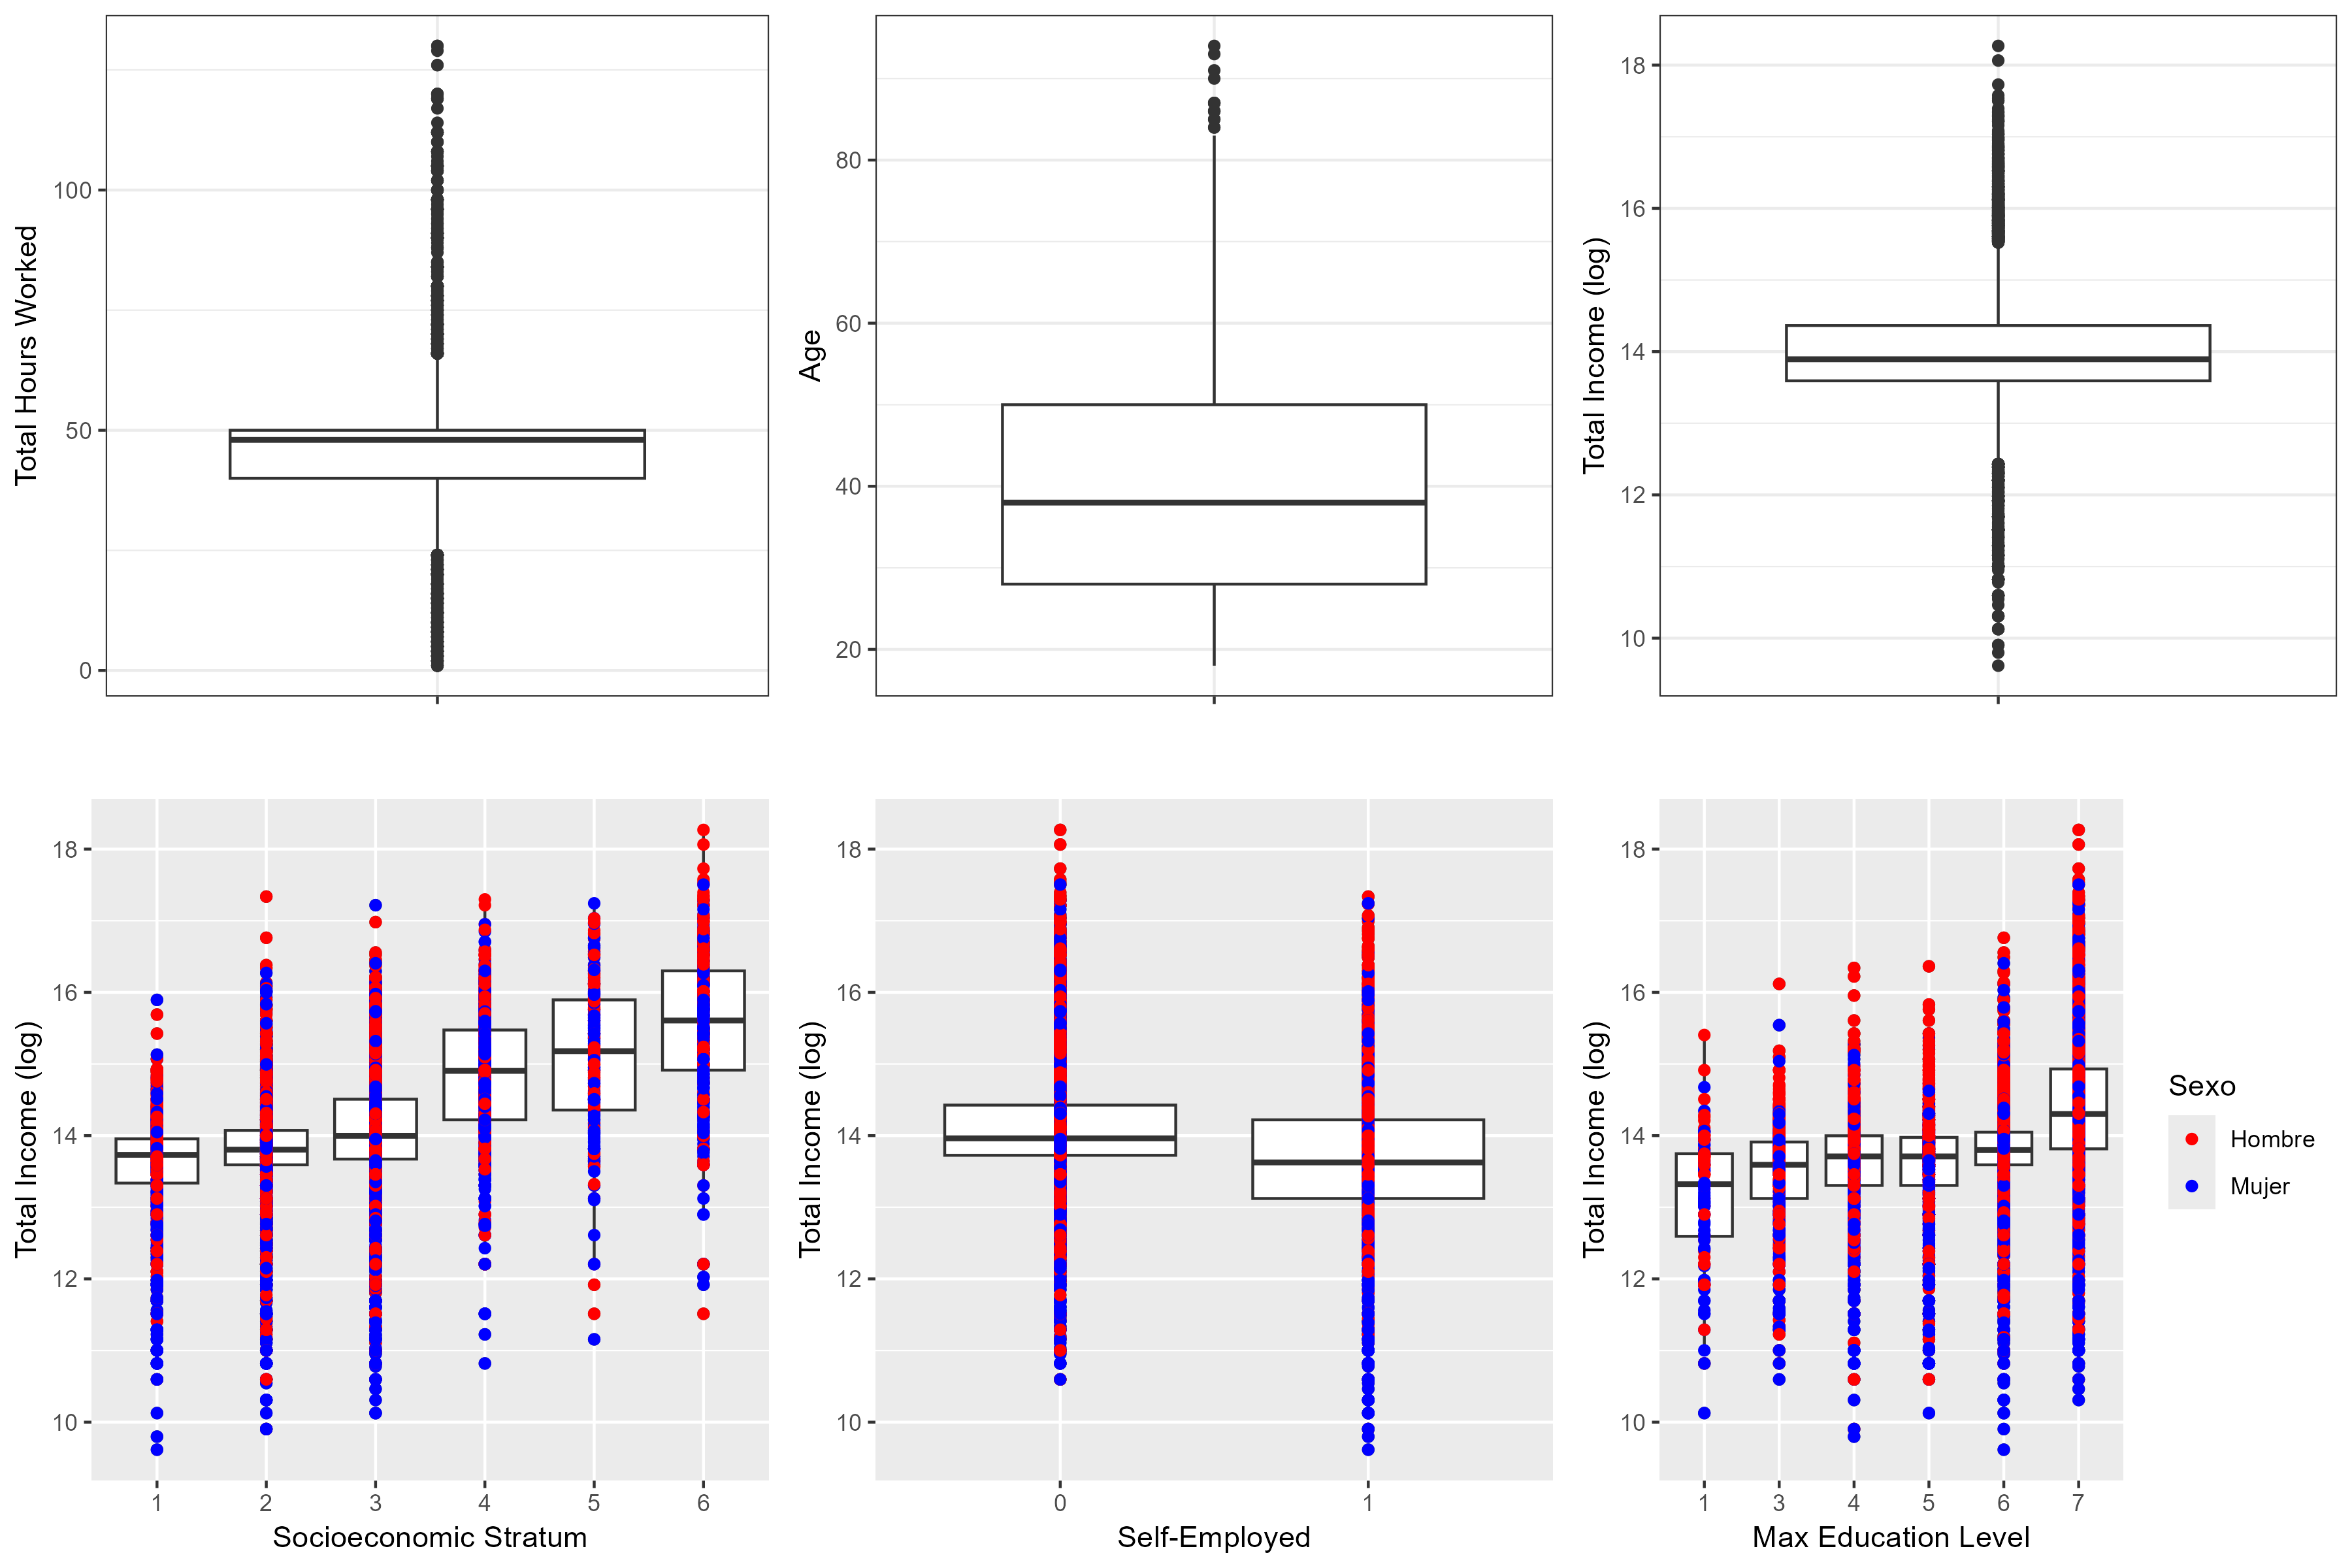 Total Hours Worked
100
50
0
Age
80
60
40
20
Total Income (log)
18
16
14
12
10
Total Income (log)
18
16
14
12
10
1 2 3 4 5 6
Socioeconomic Stratum
Total Income (log)
18
16
14
12
10
0 1
Self-Employed
Total Income (log)
18
16
14
12
10
1 3 4 5 6 7
Max Education Level
Sexo
Hombre
Mujer